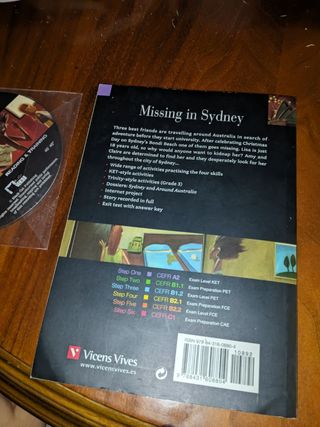 Missing in Sydney
Three best friends are travelling around Australia in search of
adventure before they start university. After celebrating Christmas
Day on Sydney's Bondi Beach one of them goes missing. Lisa is just
18 years old, so why would anyone want to kidnap her? Amy and
Claire are determined to find her and they desperately look for her
throughout the city of Sydney...
- Wide range of activities practising the four skills
- KET-style activities
- Trinity-style activities (Grade 3)
- Dossiers: Sydney and Around Australia
- Internet project
- Story recorded in full
- Exit test with answer key
Step One CEFR A2 Exam Level KET
Step Two CEFR B1.1 Exam Preparation PET
Step Three CEFR B1.2 Exam Level PET
Step Four CEFR B2.1 Exam Preparation FCE
Step Five CEFR B2.2 Exam Level FCE
Step Six CEFR C1 Exam Preparation CAE
Vicens Vives
www.vicensvives.es
10892